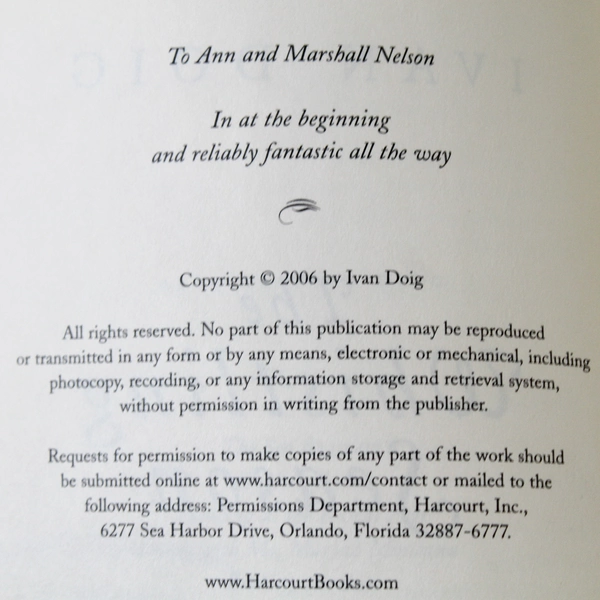 To Ann and Marshall Nelson
In at the beginning
and reliably fantastic all the way
Copyright © 2006 by Ivan Doig
All rights reserved. No part of this publication may be reproduced
or transmitted in any form or by any means, electronic or mechanical, including
photocopy, recording, or any information storage and retrieval system,
without permission in writing from the publisher.
Requests for permission to make copies of any part of the work should
be submitted online at www.harcourt.com/contact or mailed to the
following address: Permissions Department, Harcourt, Inc.,
6277 Sea Harbor Drive, Orlando, Florida 32887-6777.
www.HarcourtBooks.com